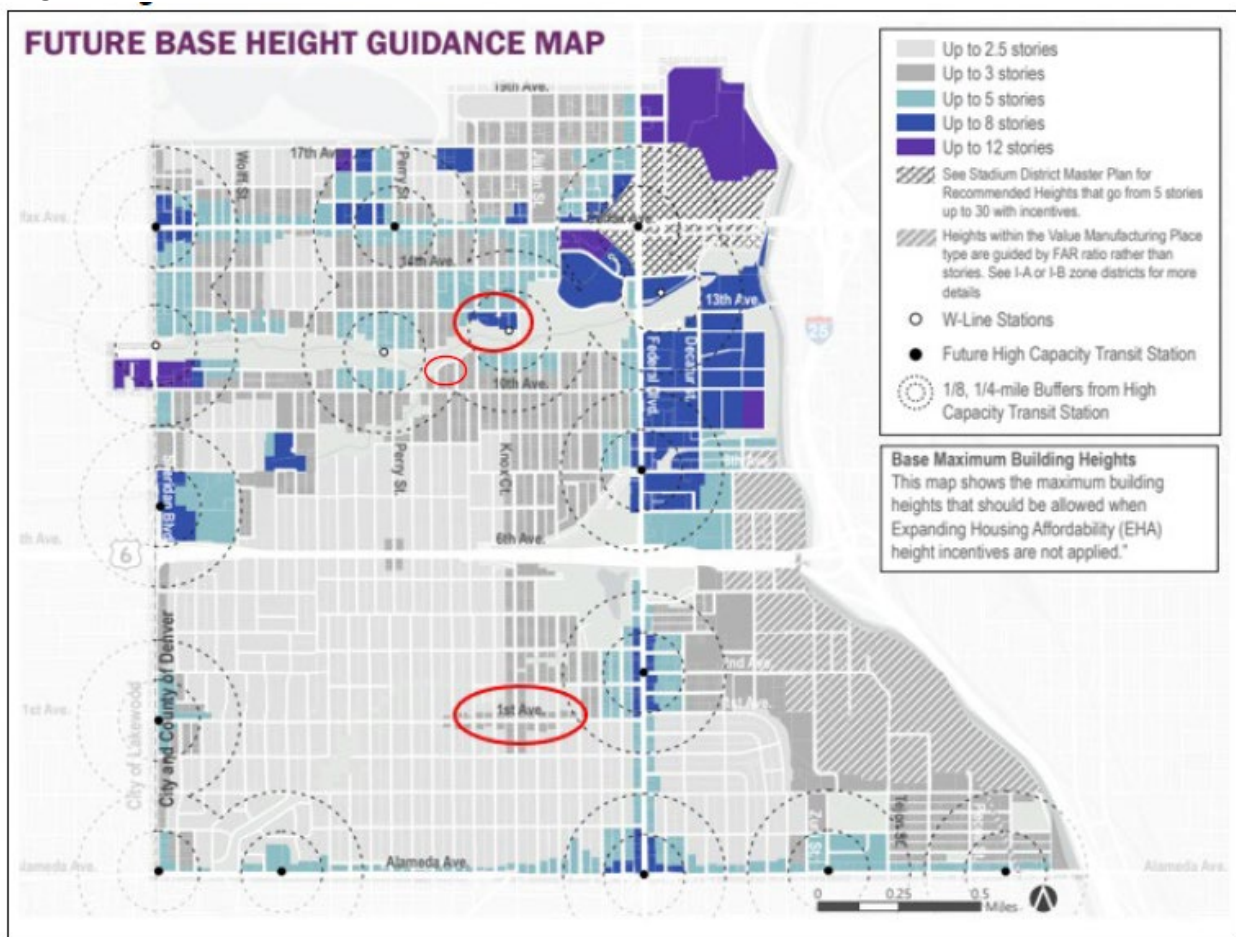 FUTURE BASE HEIGHT GUIDANCE MAP
Up to 2.5 stories
Up to 3 stories
Up to 5 stories
Up to 8 stories
Up to 12 stories
See Stadium District Master Plan for
Recommended Heights that go from 5 stories
up to 30 with incentives.
Heights within the Value Manufacturing Place
type are guided by FAR ratio rather than
stories. See I-A or I-B zone districts for more
details
W-Line Stations
Future High Capacity Transit Station
1/8, 1/4-mile Buffers from High
Capacity Transit Station
Base Maximum Building Heights
This map shows the maximum building
heights that should be allowed when
Expanding Housing Affordability (EHA)
height incentives are not applied."
19th Ave.
17th Ave.
Wolff St.
Perry St.
14th Ave.
13th Ave.
25
Federal Blvd.
Decatur St.
10th Ave.
Perry St.
Knox Ct.
Sheridan Blvd
6th Ave.
6
City of Lakewood
City and County of Denver
1st Ave.
1st Ave.
2nd Ave.
Alameda Ave.
Alameda Ave.
0 0.25 0.5
Miles